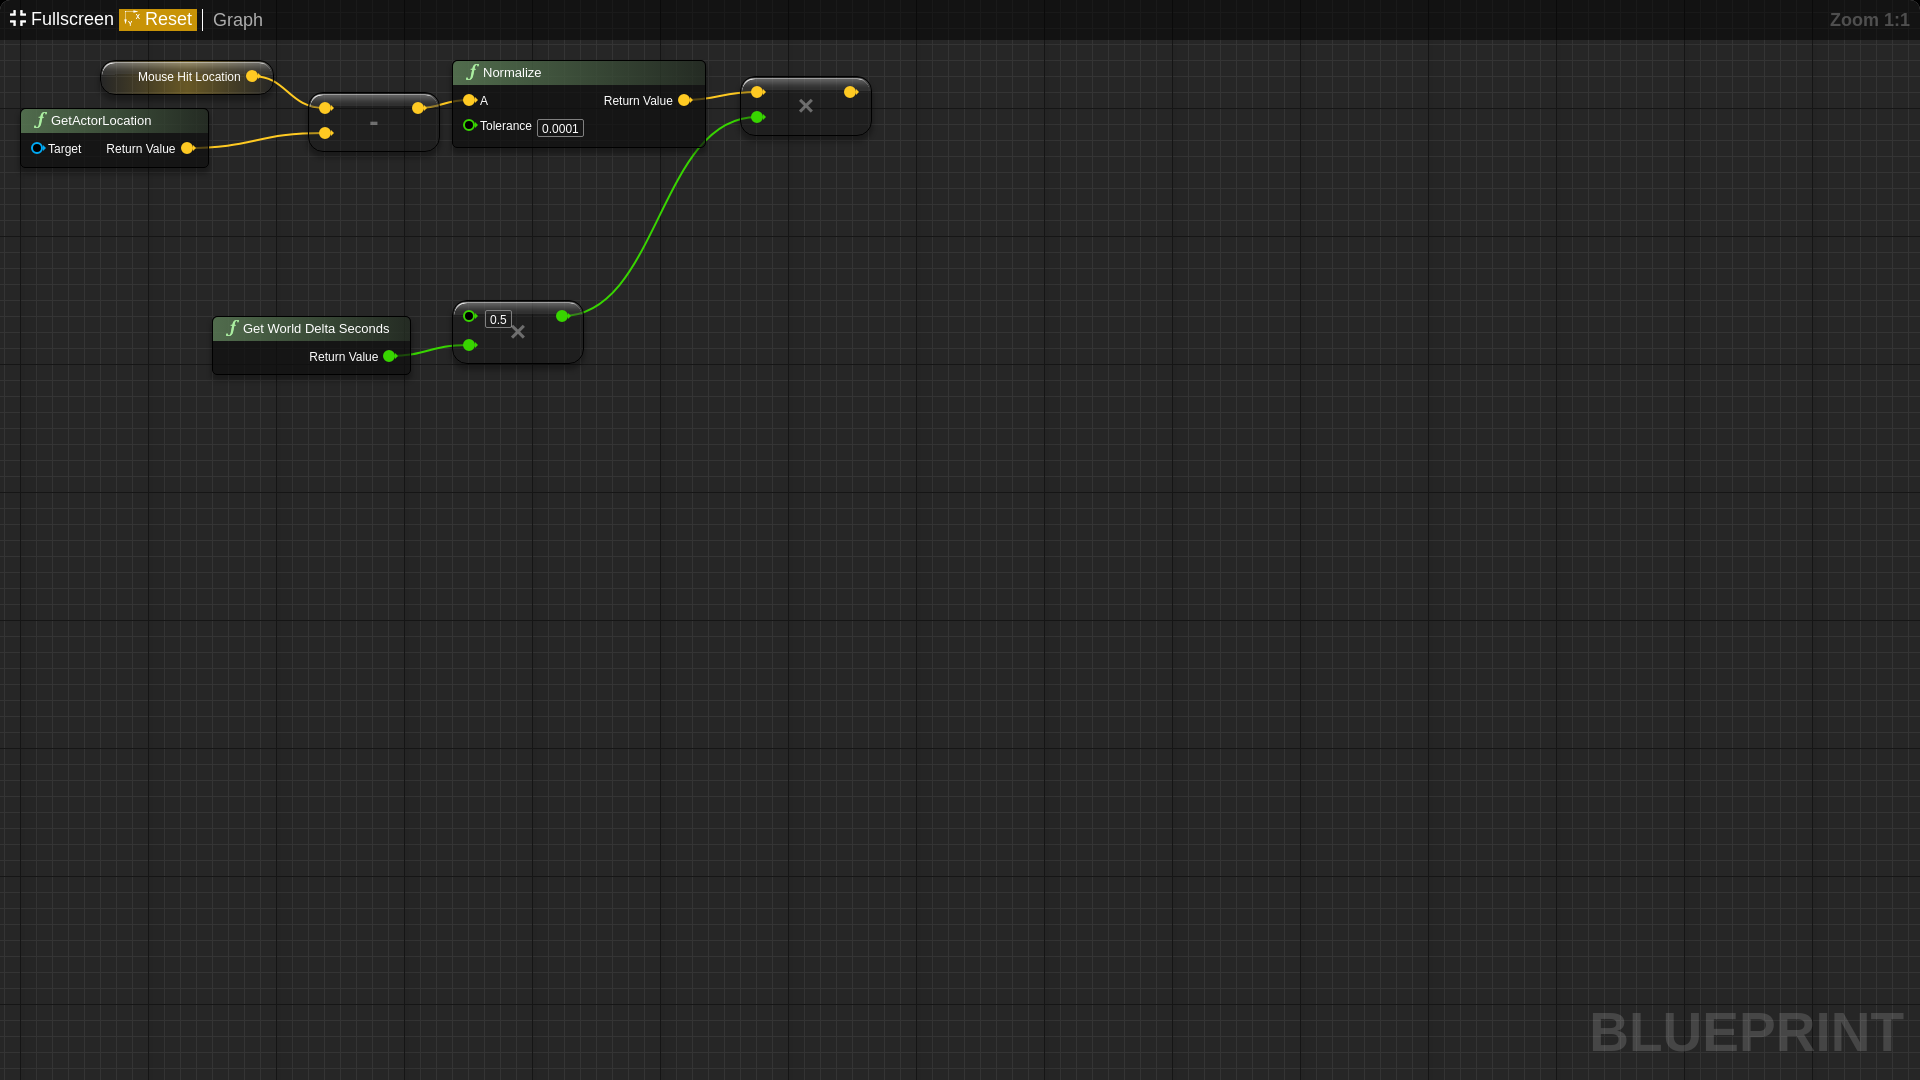 Fullscreen Reset Graph
Zoom 1:1
Mouse Hit Location
GetActorLocation
Target Return Value
-
ƒ Normalize
A Return Value
Tolerance 0.0001
×
ƒ Get World Delta Seconds
Return Value
0.5
×
BLUEPRINT